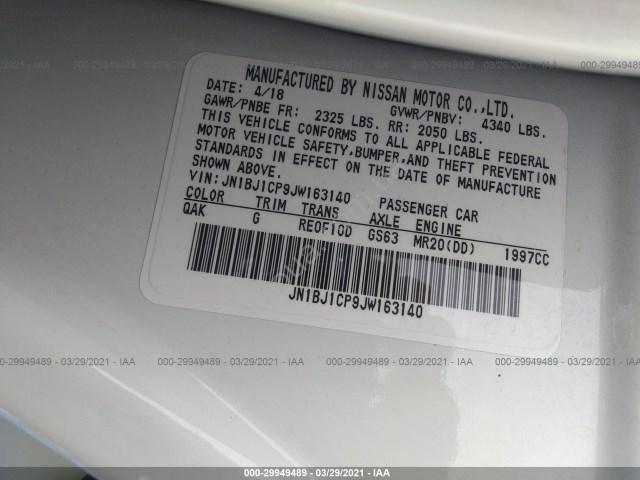 000-29949489 - 03/29/2021 - IAA
MANUFACTURED BY NISSAN MOTOR CO.,LTD.
DATE: 4/18 GVWR/PNBV: 4340 LBS.
GAWR/PNBE FR: 2325 LBS. RR: 2050 LBS.
THIS VEHICLE CONFORMS TO ALL APPLICABLE FEDERAL
MOTOR VEHICLE SAFETY,BUMPER,AND THEFT PREVENTION
STANDARDS IN EFFECT ON THE DATE OF MANUFACTURE
SHOWN ABOVE.
VIN: JN1BJ1CP9JW163140 PASSENGER CAR
COLOR TRIM TRANS AXLE ENGINE
QAK G RE0F10D GS63 MR20(DD) 1997CC
JN1BJ1CP9JW163140
000-29949489 - 03/29/2021 - IAA
000-29949489 - 03/29/2021 - IAA